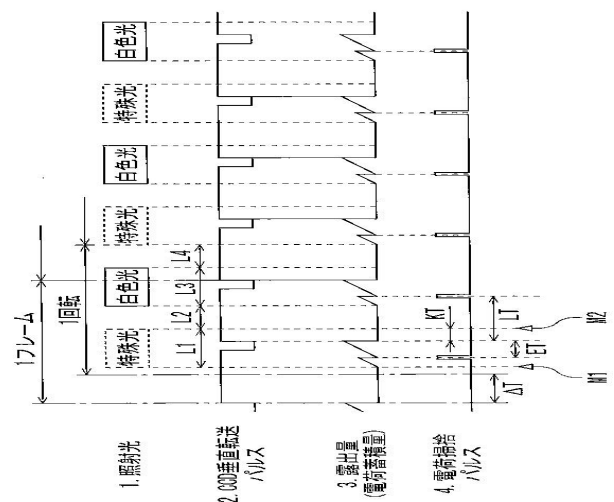 1フレーム
1回転
1. 照射光
特殊光
白色光
特殊光
白色光
特殊光
白色光
L1
L2
L3
L4
2. CCD垂直転送
パルス
3. 露出量
(電荷蓄積量)
4. 電荷掃捨
パルス
KT
LT
ET
ΔT
M1
M2